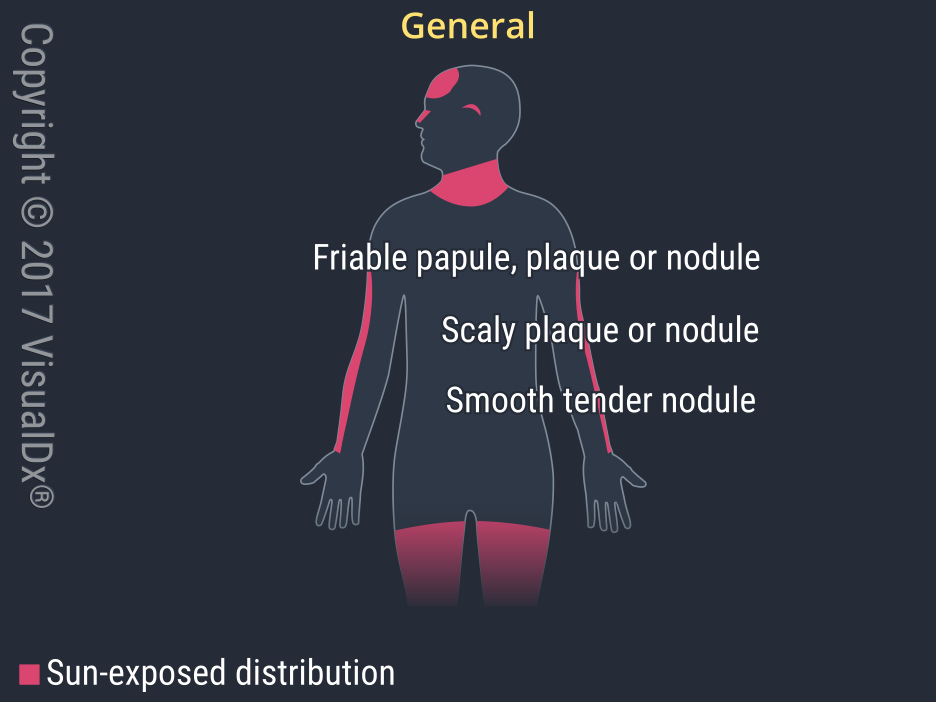 General
Friable papule, plaque or nodule
Scaly plaque or nodule
Smooth tender nodule
Sun-exposed distribution
Copyright © 2017 VisualDx®